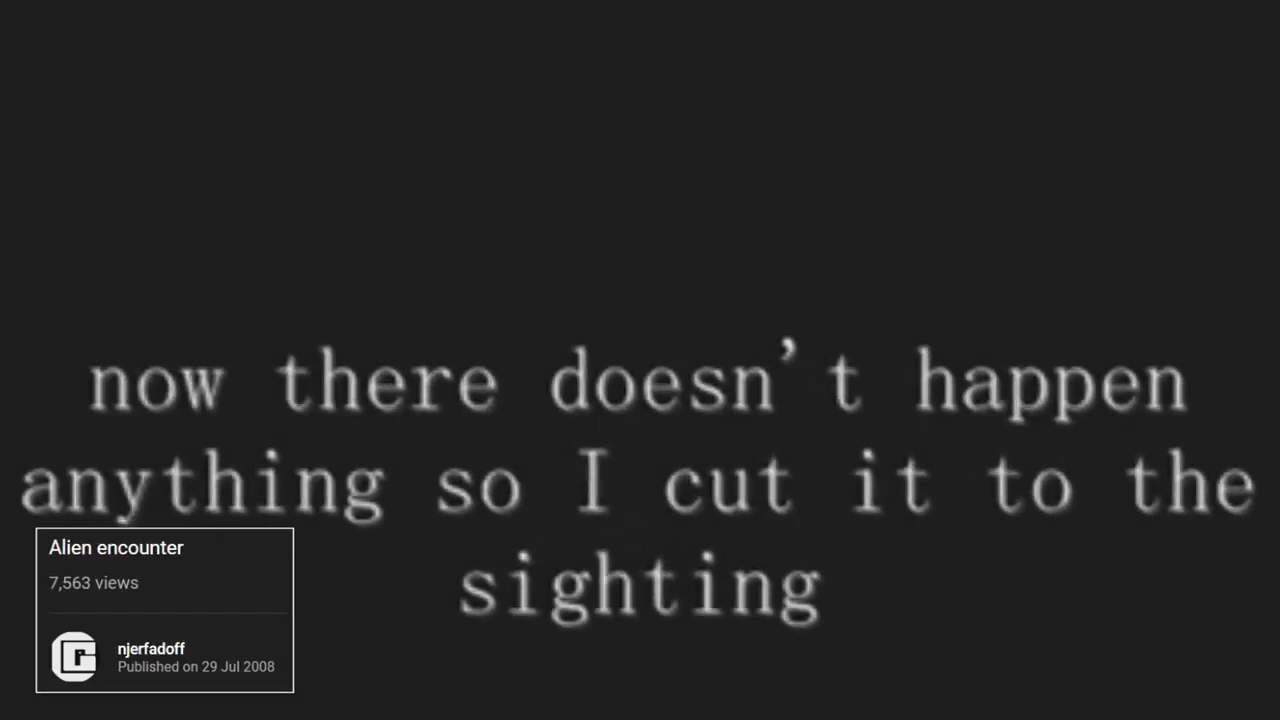 now there doesn't happen
anything so I cut it to the
sighting
Alien encounter
7,563 views
njerfadoff
Published on 29 Jul 2008